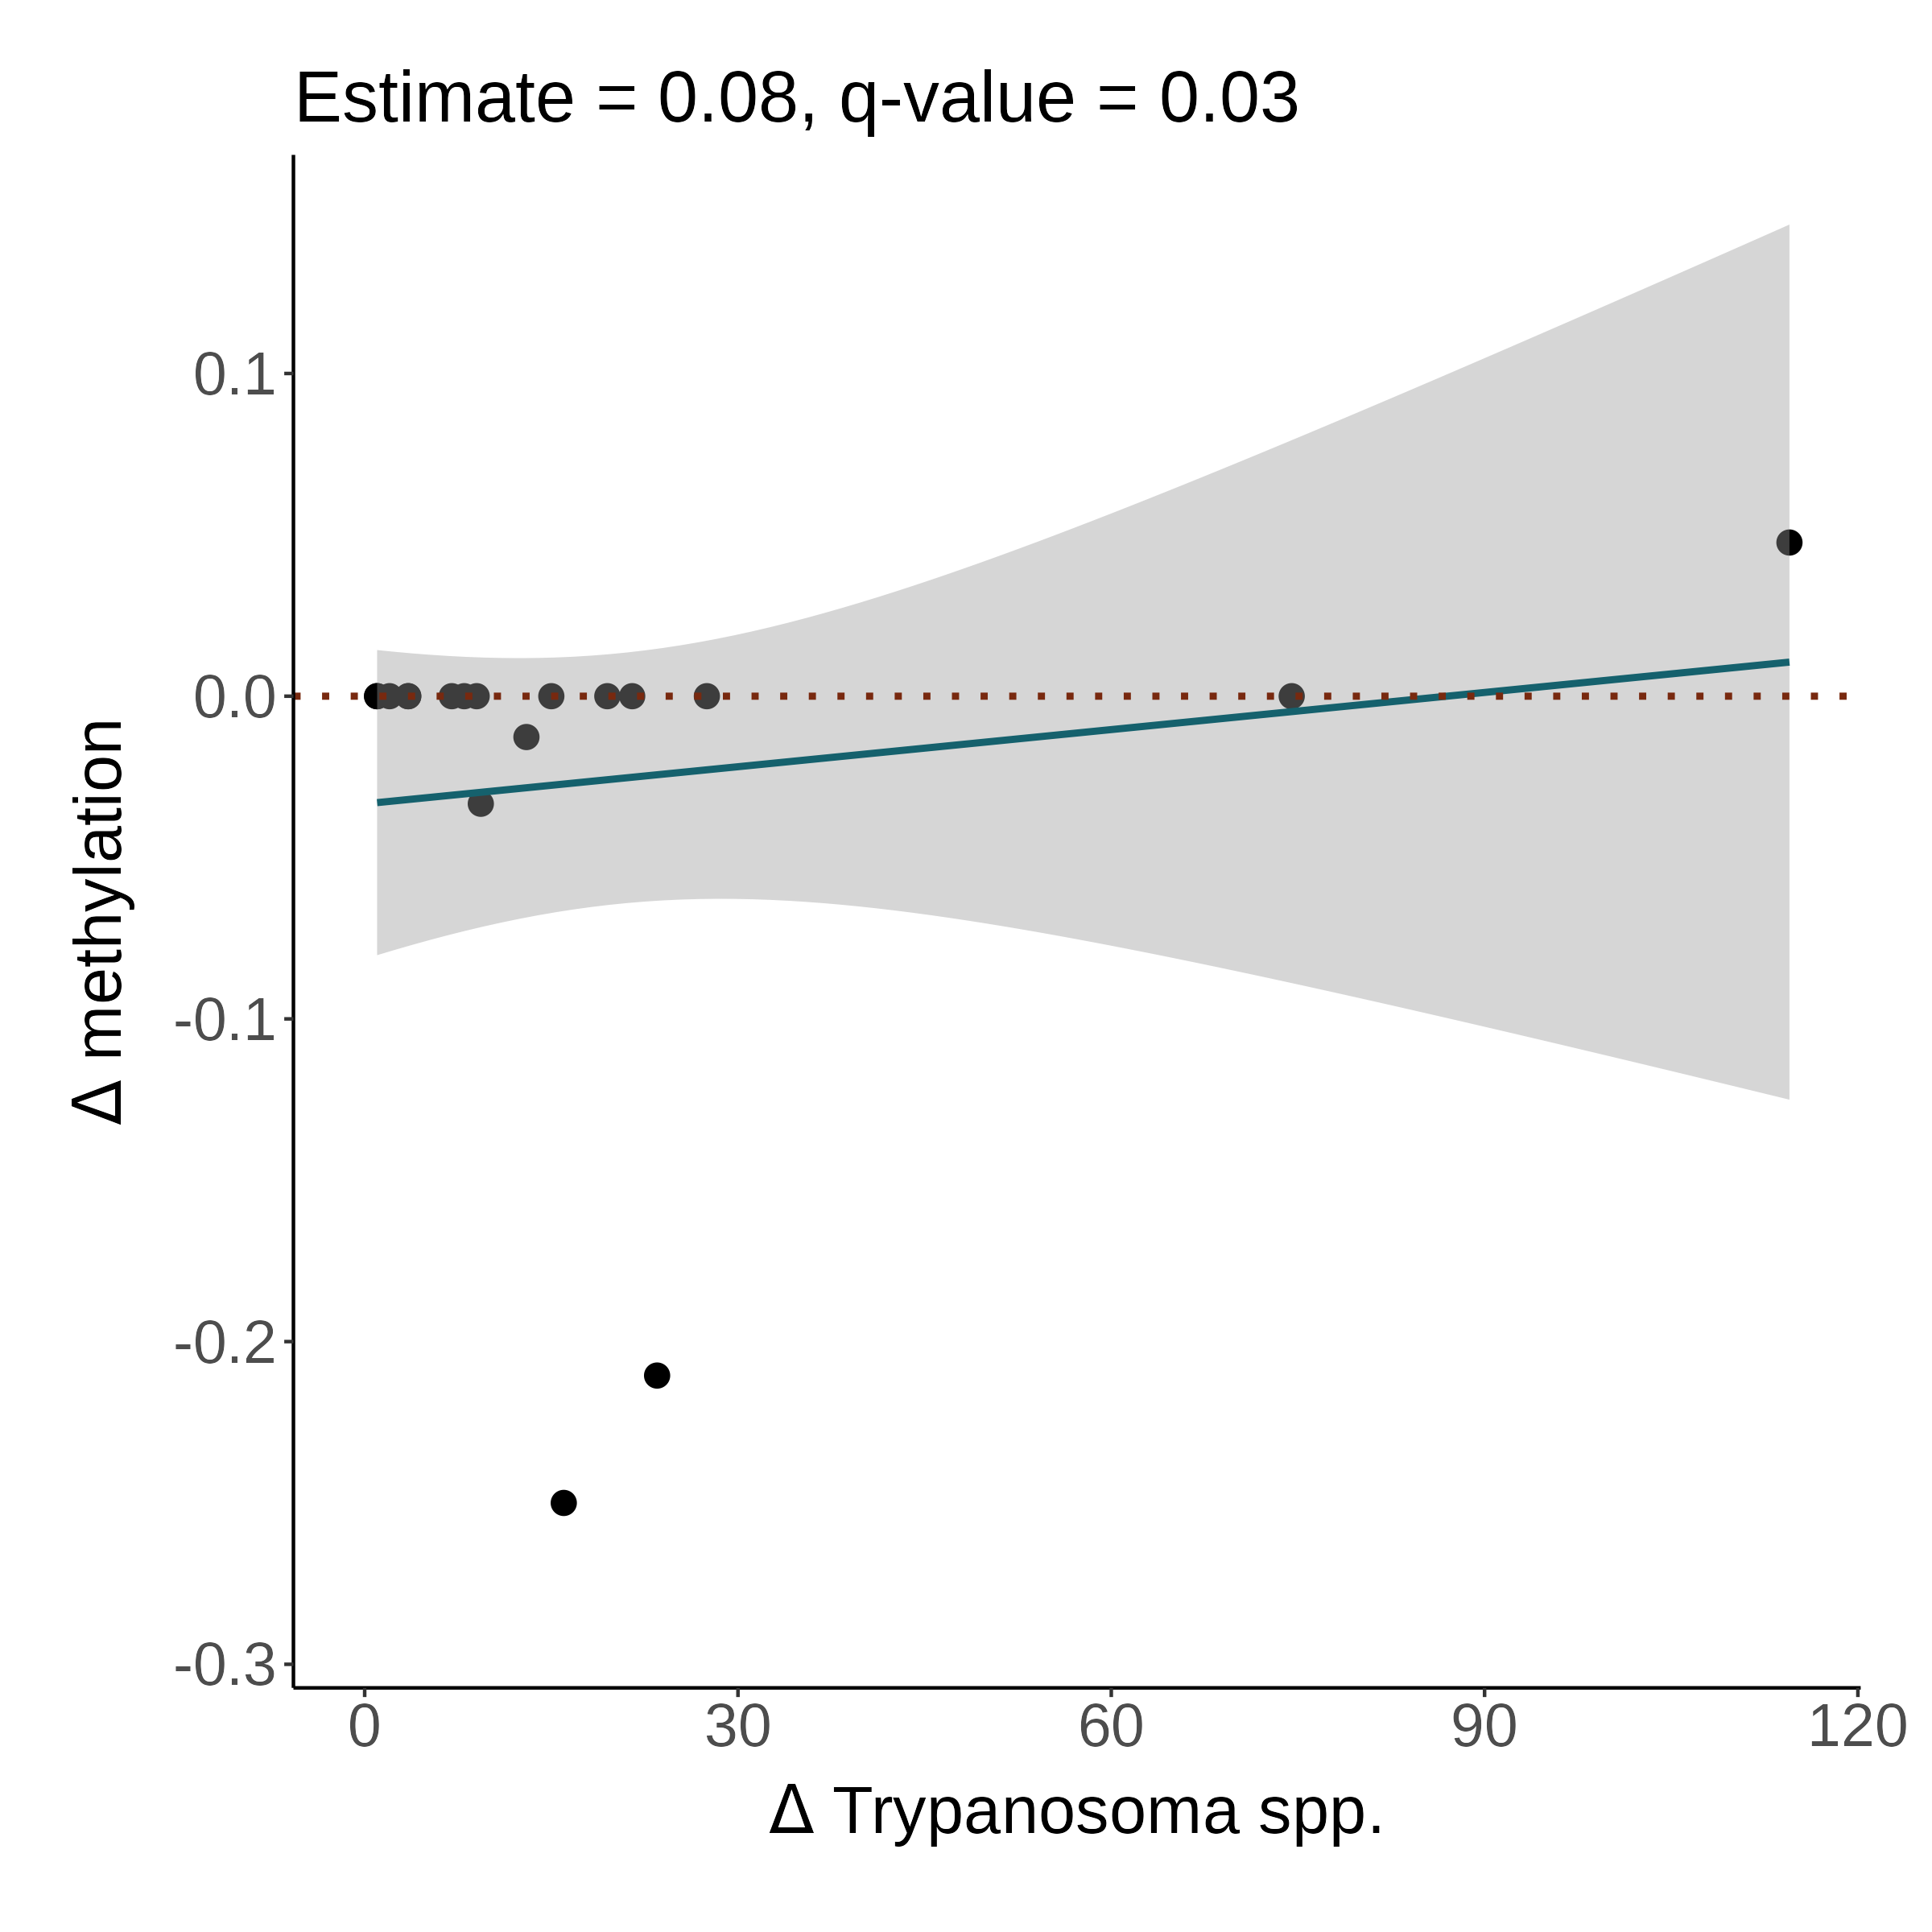 Estimate = 0.08, q-value = 0.03
0.1
0.0
-0.1
-0.2
-0.3
Δ methylation
0 30 60 90 120
Δ Trypanosoma spp.